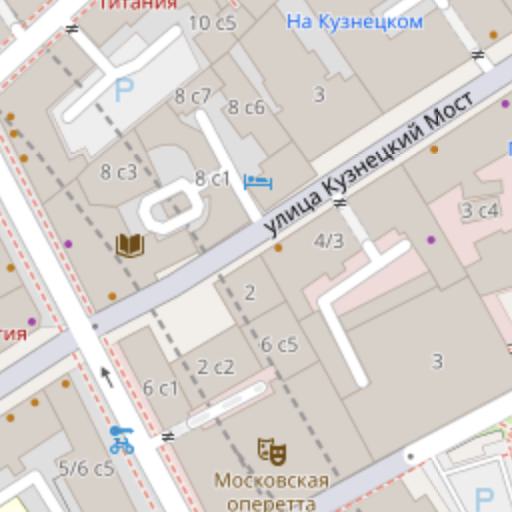 Титания
10 с5
На Кузнецком
P
8 с7
8 с6
3
8 с3
8 с1
улица Кузнецкий Мост
3 с4
4/3
2
6 с5
2 с2
3
6 с1
5/6 с5
Московская
оперетта
P